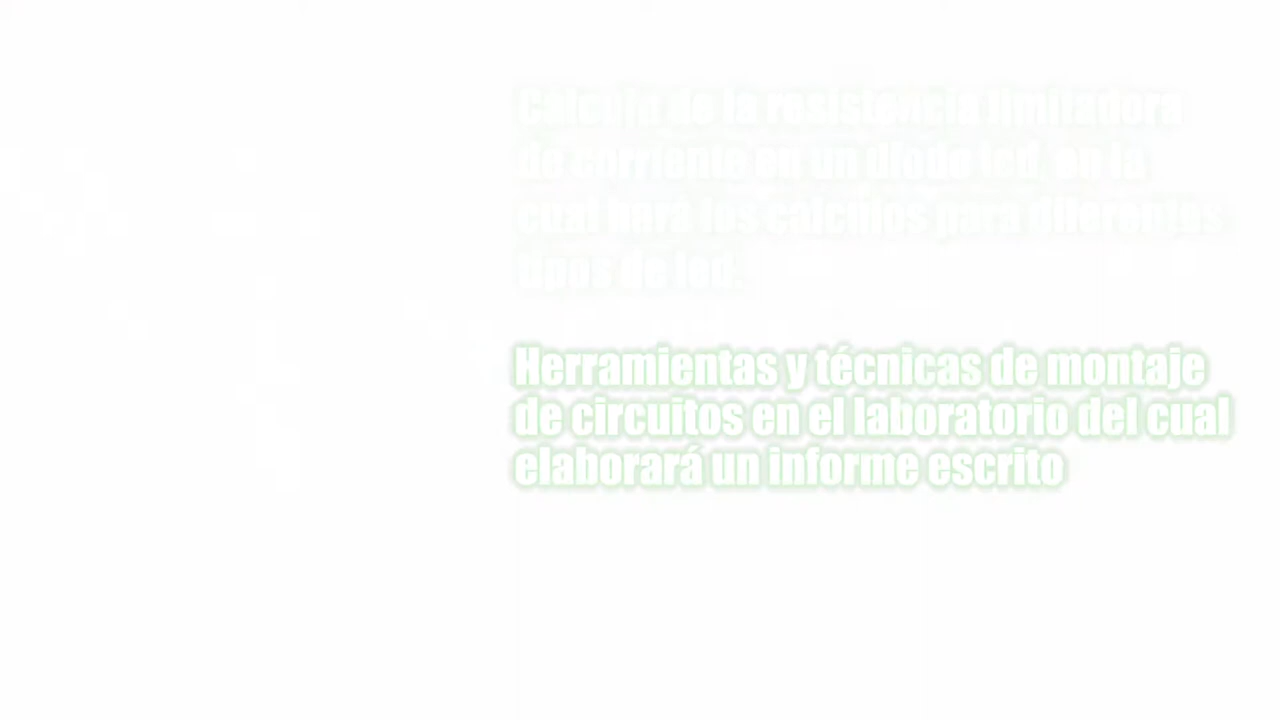 Cálculo de la resistencia limitadora
de corriente en un diodo led, en la
cual hará los cálculos para diferentes
tipos de led.
Herramientas y técnicas de montaje
de circuitos en el laboratorio del cual
elaborará un informe escrito